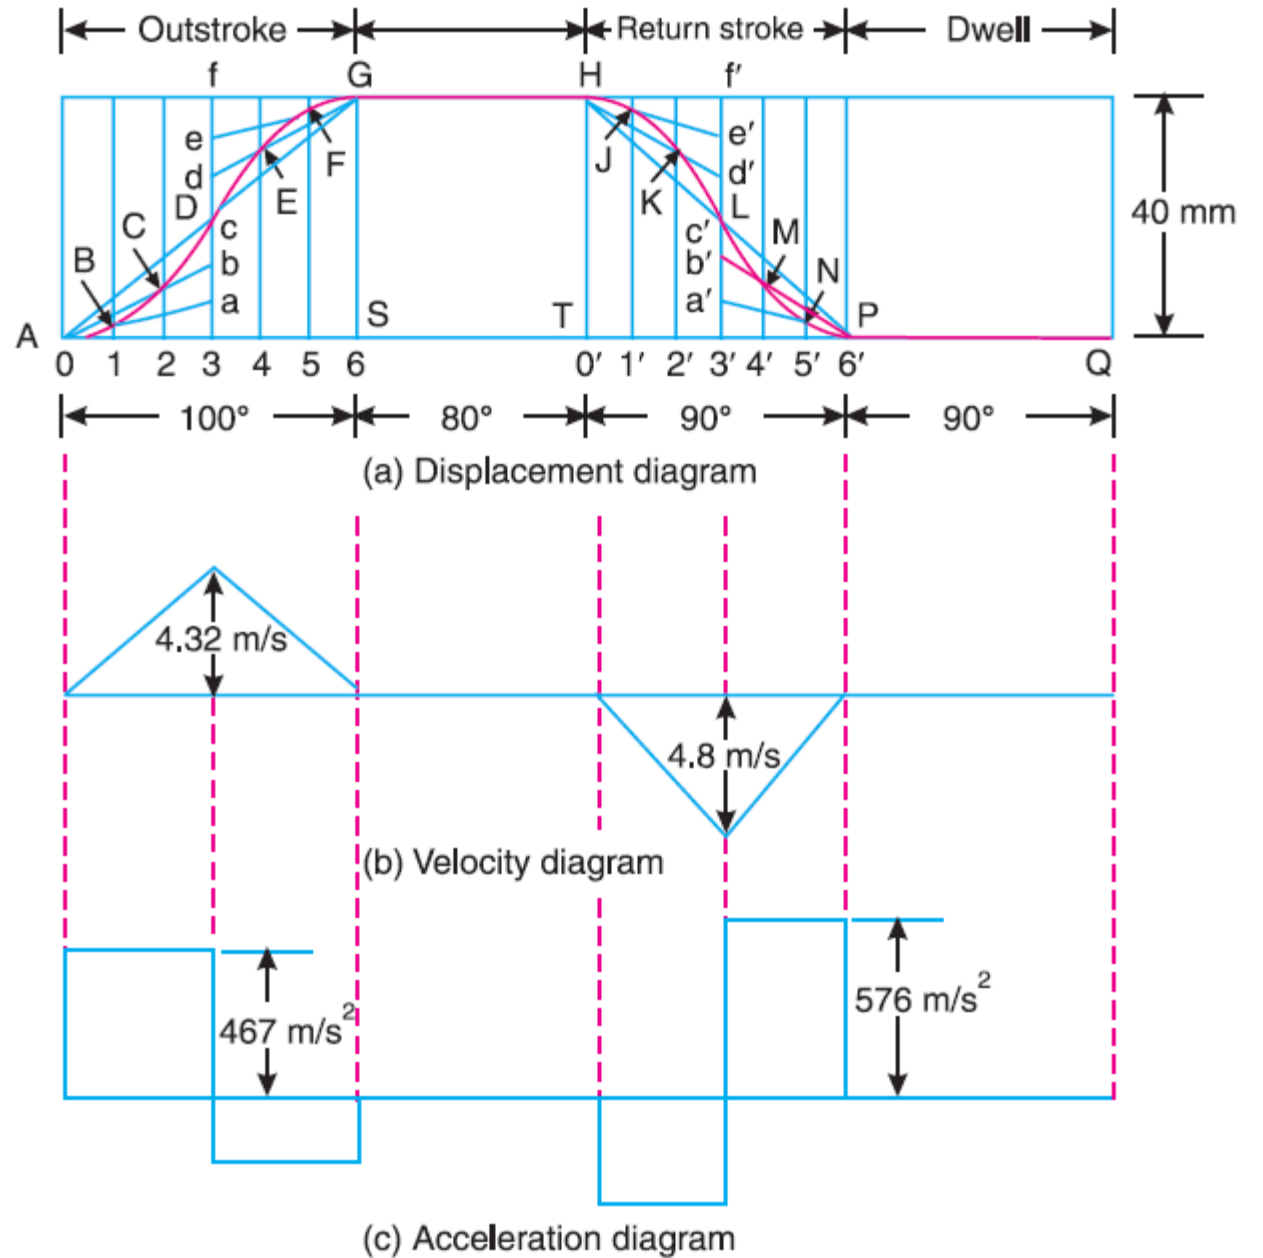 Outstroke Return stroke Dwell
f G H f′
e e′
F J
d d′
D E K L
C c c′ M
40 mm
B b b′ N
a a′
S T P
A
0 1 2 3 4 5 6 0′ 1′ 2′ 3′ 4′ 5′ 6′ Q
100° 80° 90° 90°
(a) Displacement diagram
4.32 m/s
4.8 m/s
(b) Velocity diagram
576 m/s2
467 m/s2
(c) Acceleration diagram